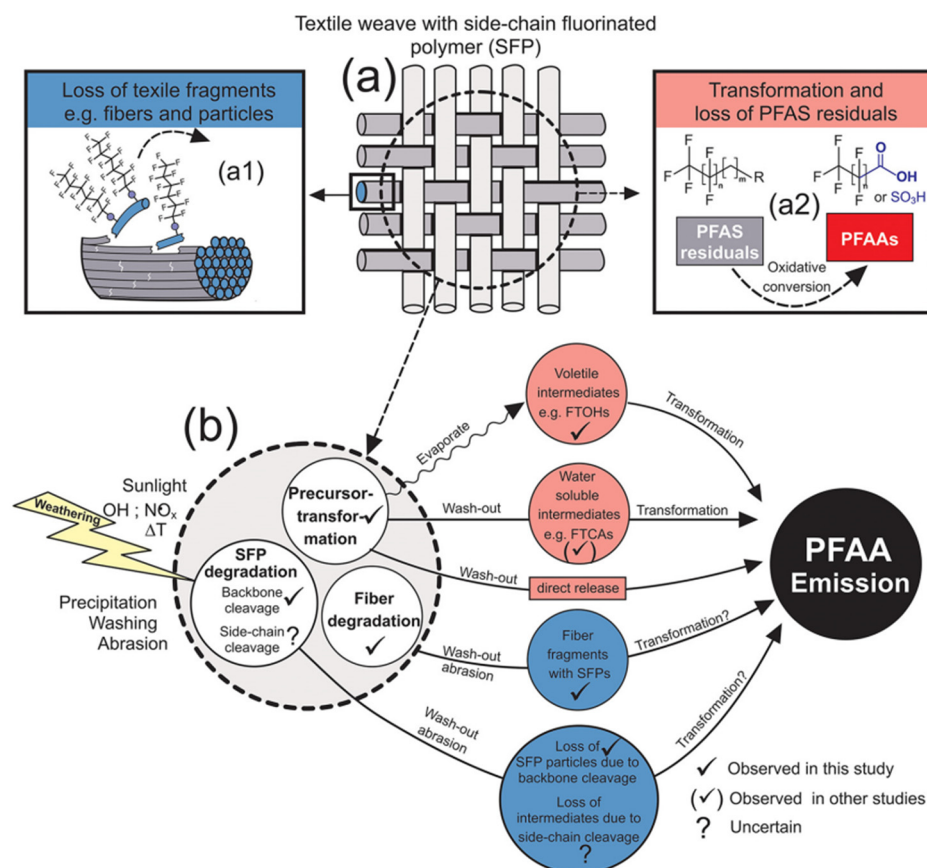 Textile weave with side-chain fluorinated
polymer (SFP)
(a)
Loss of texile fragments
e.g. fibers and particles
(a1)
Transformation and
loss of PFAS residuals
F F
F
F
F F
n
m
R
F F
F
F
F F
n
O
OH
or SO₃H
(a2)
PFAS
residuals
PFAAs
Oxidative
conversion
(b)
Weathering
Sunlight
OH ; NO•ₓ
ΔT
Precipitation
Washing
Abrasion
Precursor-
transfor-
mation ✓
SFP
degradation
Backbone
cleavage ✓
Side-chain
cleavage ?
Fiber
degradation
✓
Evaporate
Voletile
intermediates
e.g. FTOHs
✓
Transformation
Wash-out
Water
soluble
intermediates
e.g. FTCAs
(✓)
Transformation
Wash-out
direct release
Wash-out
abrasion
Fiber
fragments
with SFPs
✓
Transformation?
Wash-out
abrasion
Loss of ✓
SFP particles due to
backbone cleavage
Loss of
intermediates due to
side-chain cleavage
?
Transformation?
PFAA
Emission
✓ Observed in this study
(✓) Observed in other studies
? Uncertain